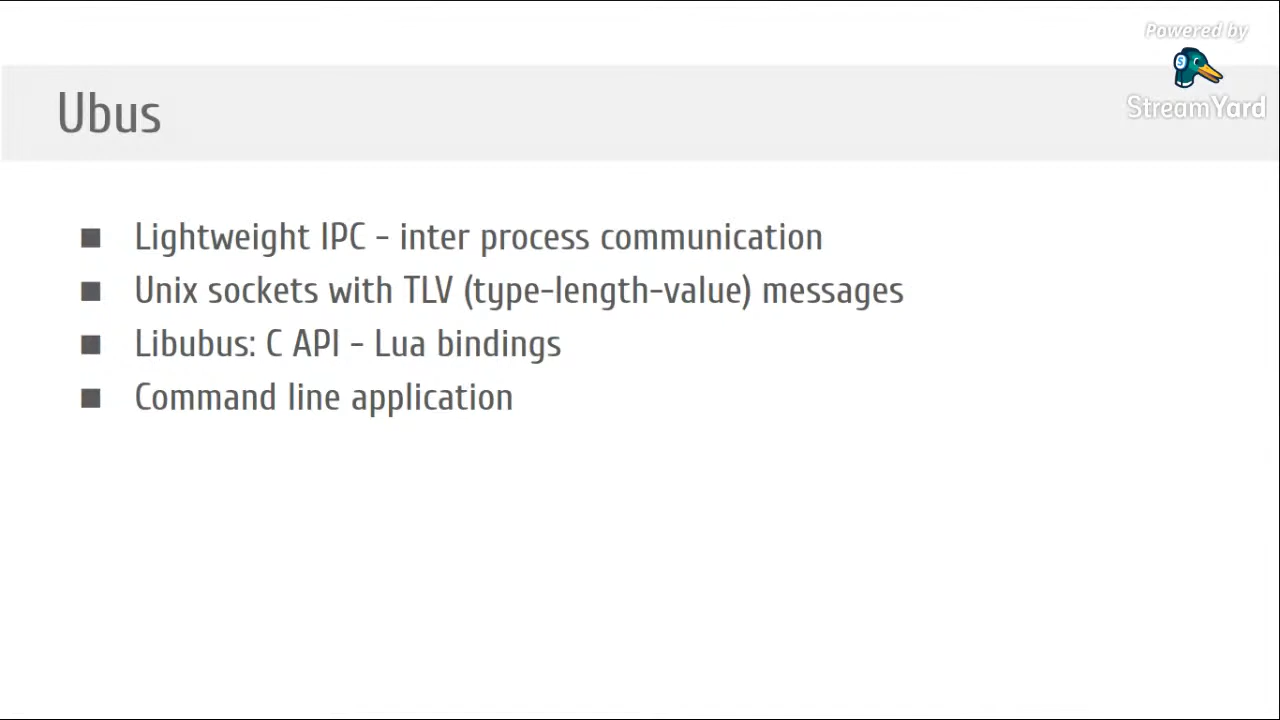 Powered by
StreamYard
Ubus
Lightweight IPC - inter process communication
Unix sockets with TLV (type-length-value) messages
Libubus: C API - Lua bindings
Command line application